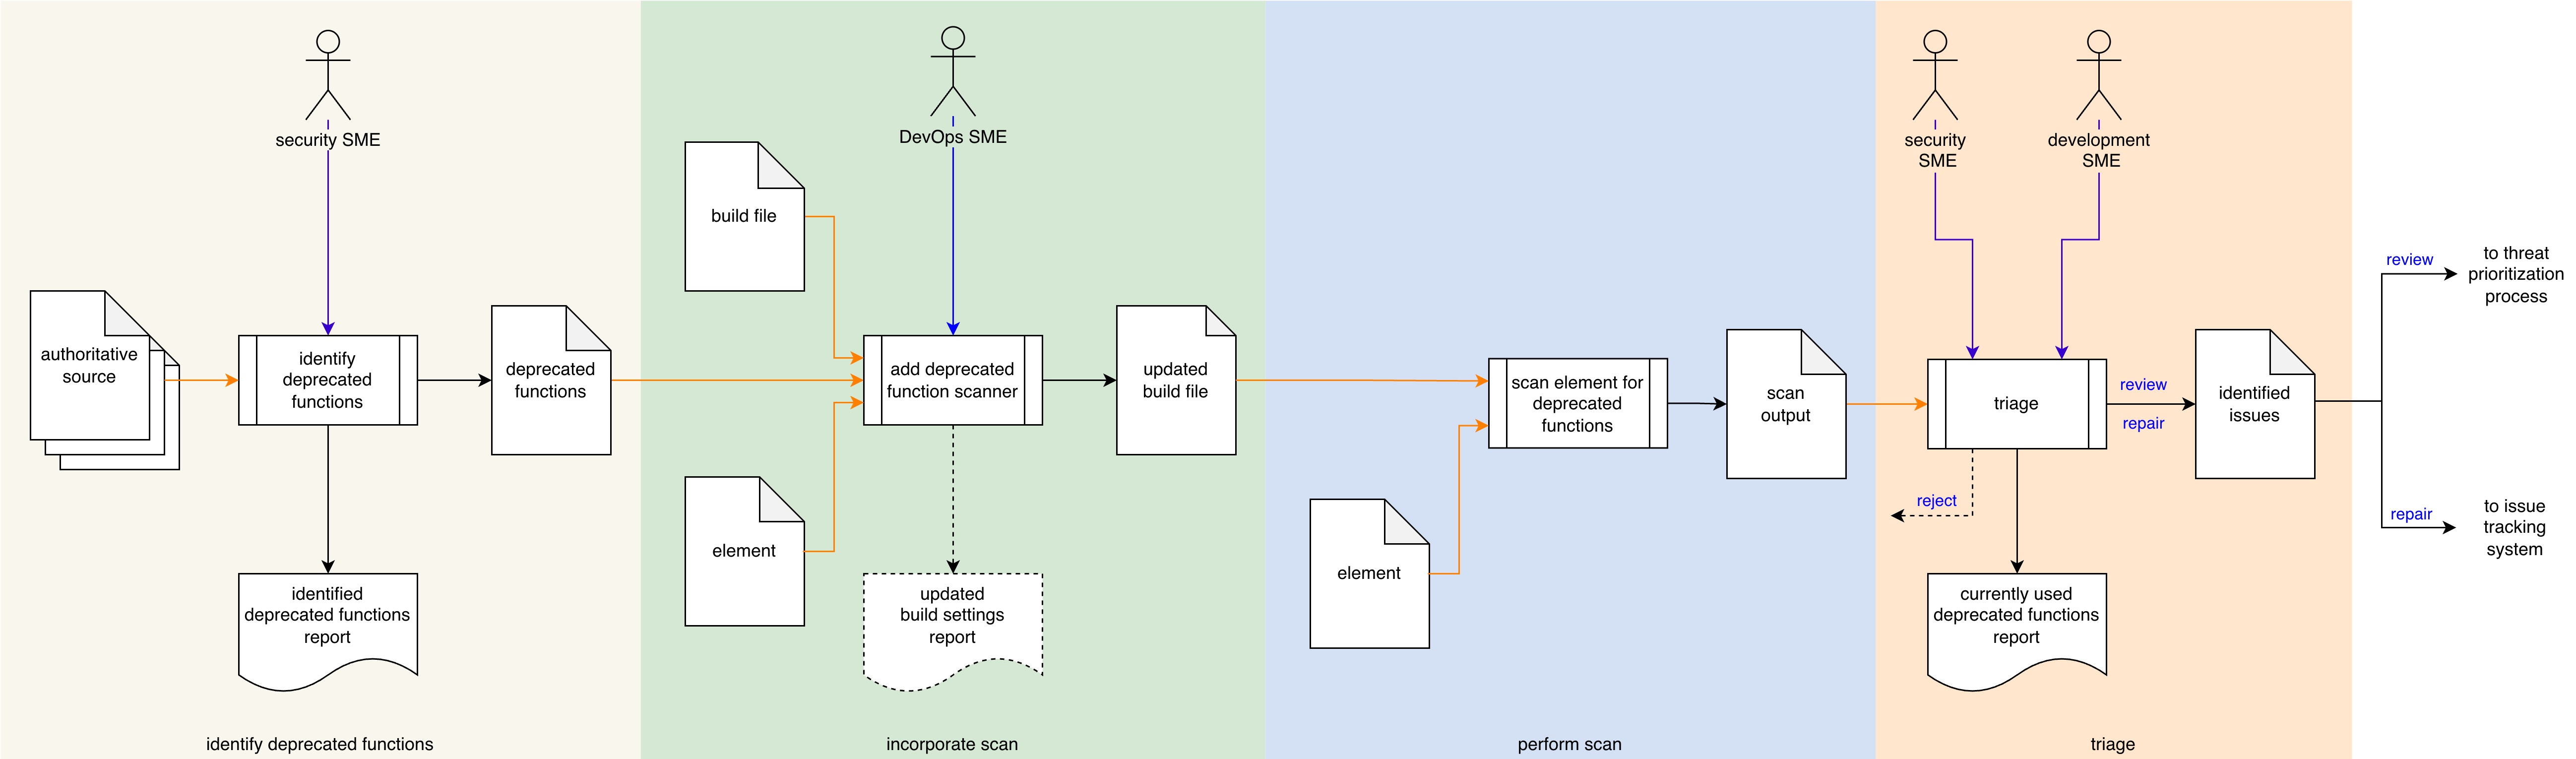 security SME
authoritative
source
identify
deprecated
functions
deprecated
functions
identified
deprecated functions
report
identify deprecated functions
DevOps SME
build file
add deprecated
function scanner
updated
build file
element
updated
build settings
report
incorporate scan
scan element for
deprecated
functions
scan
output
element
perform scan
security
SME
development
SME
triage
review
repair
identified
issues
reject
currently used
deprecated functions
report
triage
review
to threat
prioritization
process
repair
to issue
tracking
system